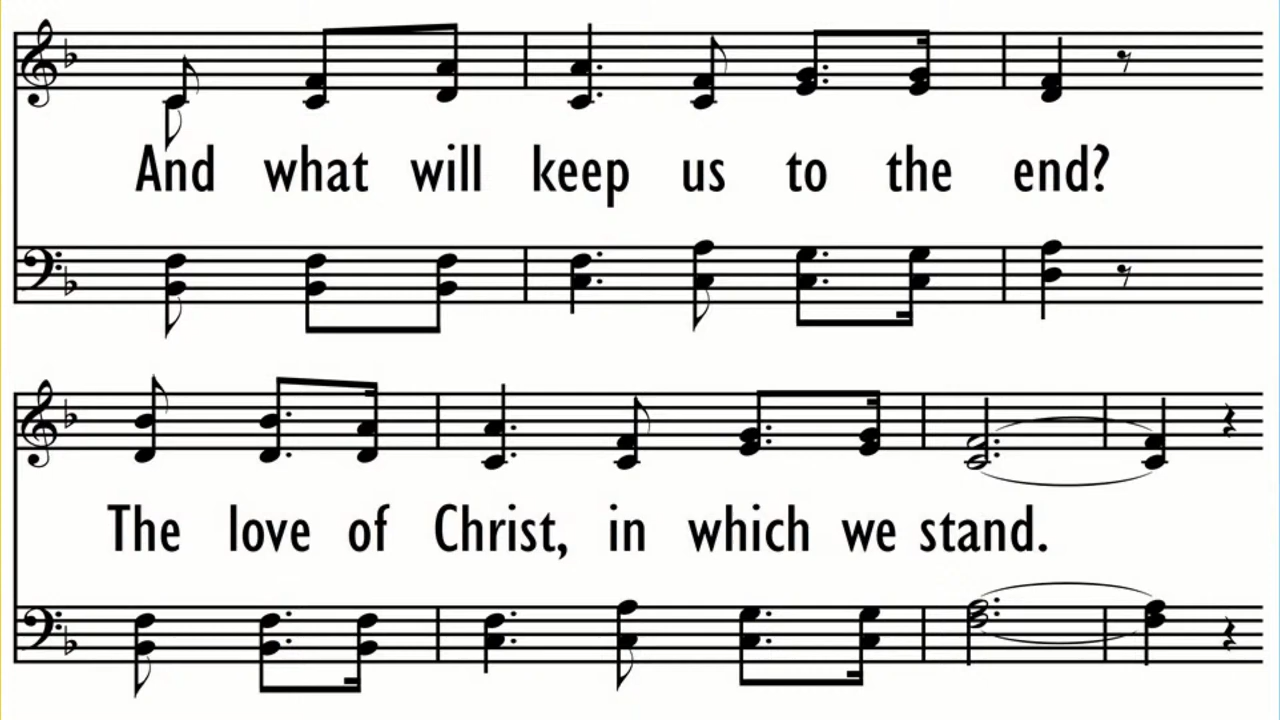 And what will keep us to the end?
The love of Christ, in which we stand.